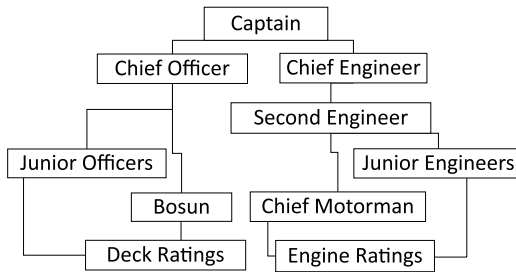 Captain
Chief Officer
Chief Engineer
Second Engineer
Junior Officers
Junior Engineers
Bosun
Chief Motorman
Deck Ratings
Engine Ratings